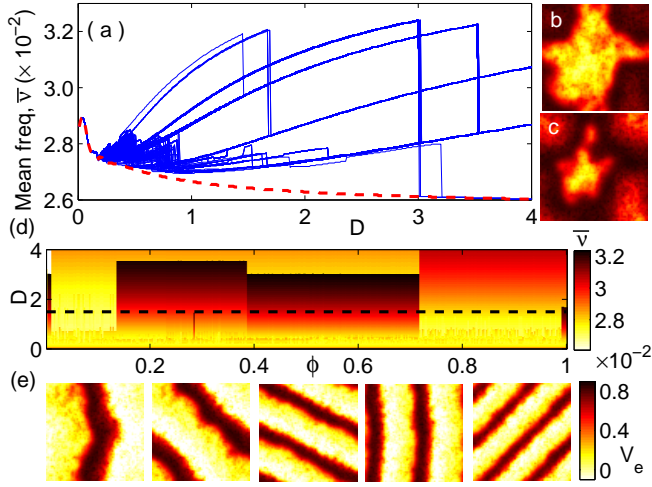 ( a )
Mean freq, ν̅ (× 10⁻²)
3.2
3.0
2.8
2.6
0
1
2
3
4
D
b
c
(d)
D
4
2
0
0.2
0.4
ϕ
0.6
0.8
1
ν̅
3.2
3
2.8
×10⁻²
(e)
0.8
0.4
0
Vₑ